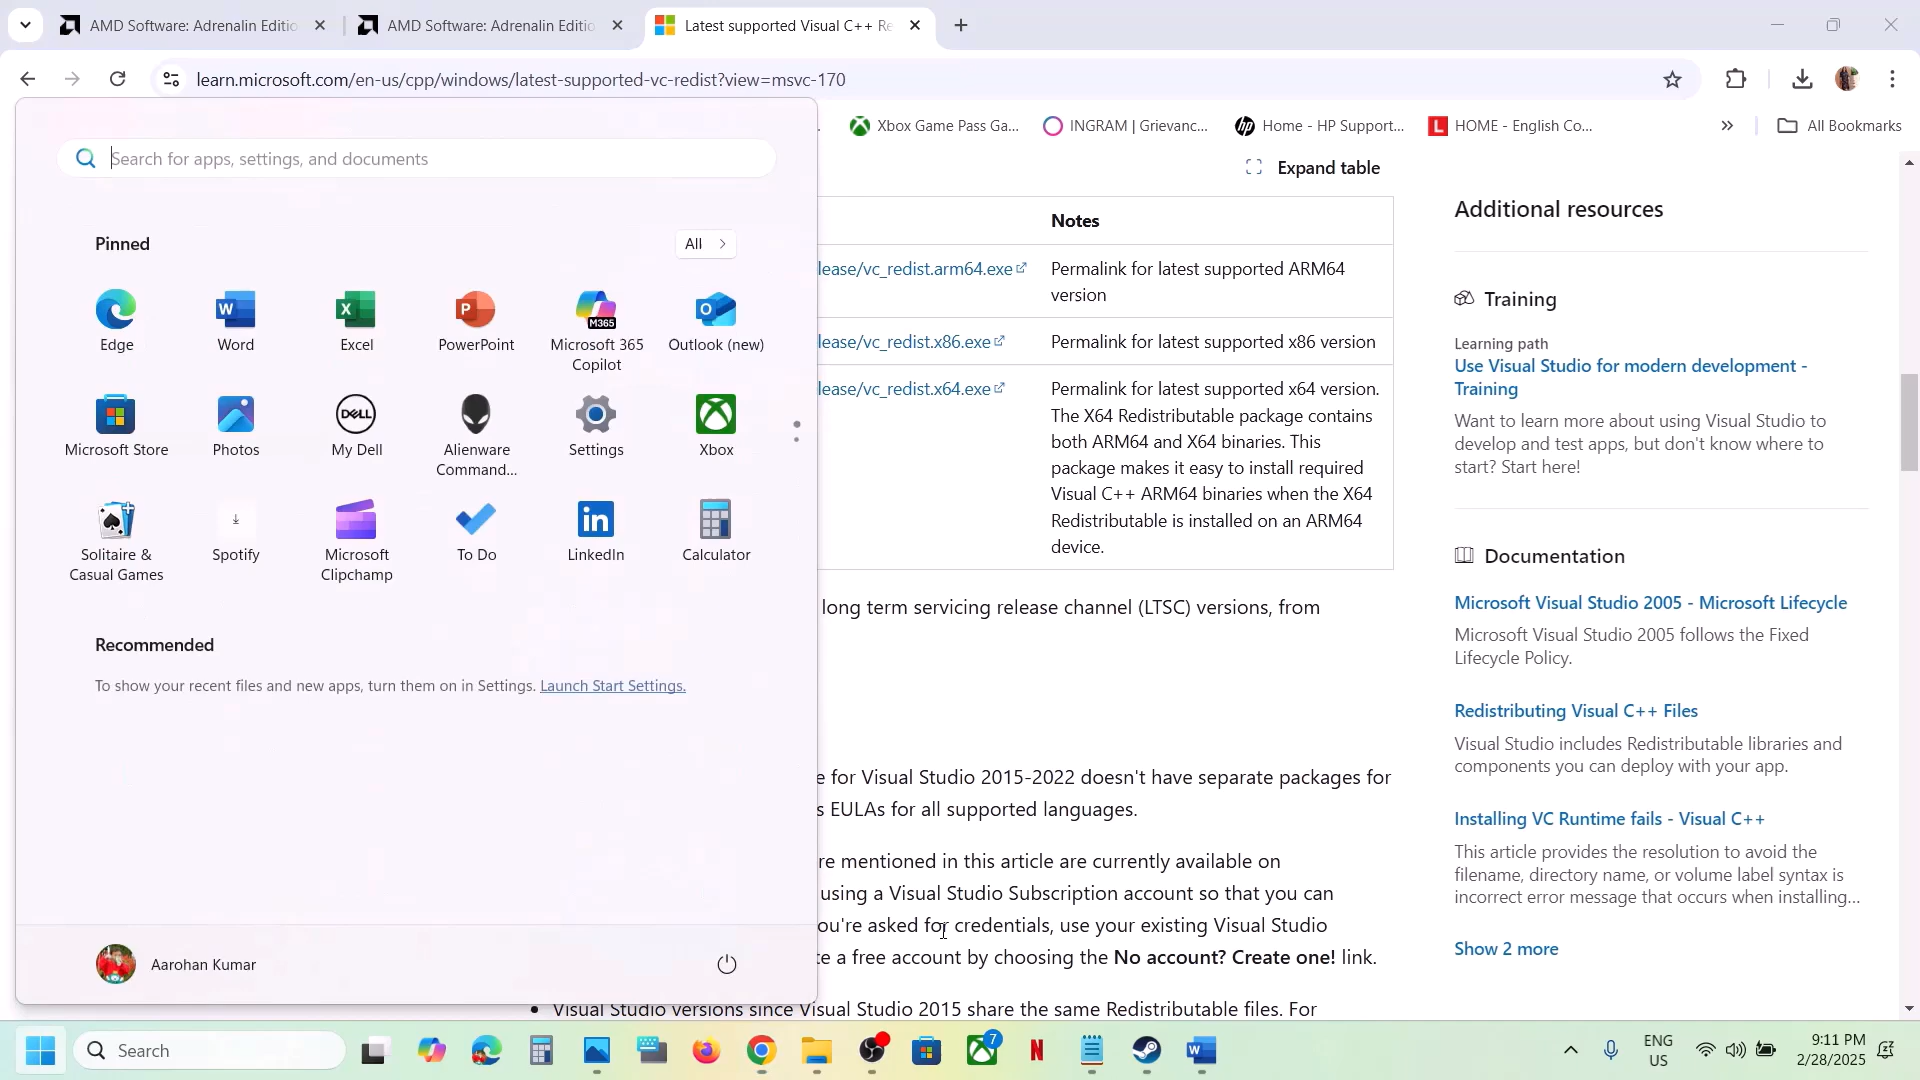 AMD Software: Adrenalin Editio
AMD Software: Adrenalin Editio
Latest supported Visual C++ Re
learn.microsoft.com/en-us/cpp/windows/latest-supported-vc-redist?view=msvc-170
Xbox Game Pass Ga...
INGRAM | Grievanc...
Home - HP Support...
HOME - English Co...
All Bookmarks
Search for apps, settings, and documents
Pinned
All
Edge
Word
Excel
PowerPoint
Microsoft 365
Copilot
Outlook (new)
M365
Microsoft Store
Photos
My Dell
Alienware
Command...
Settings
Xbox
Solitaire &
Casual Games
Spotify
Microsoft
Clipchamp
To Do
LinkedIn
Calculator
Recommended
To show your recent files and new apps, turn them on in Settings. Launch Start Settings.
Aarohan Kumar
Expand table
Notes
lease/vc_redist.arm64.exe
Permalink for latest supported ARM64
version
lease/vc_redist.x86.exe
Permalink for latest supported x86 version
lease/vc_redist.x64.exe
Permalink for latest supported x64 version.
The X64 Redistributable package contains
both ARM64 and X64 binaries. This
package makes it easy to install required
Visual C++ ARM64 binaries when the X64
Redistributable is installed on an ARM64
device.
long term servicing release channel (LTSC) versions, from
e for Visual Studio 2015-2022 doesn't have separate packages for
s EULAs for all supported languages.
re mentioned in this article are currently available on
using a Visual Studio Subscription account so that you can
ou're asked for credentials, use your existing Visual Studio
te a free account by choosing the No account? Create one! link.
Visual Studio versions since Visual Studio 2015 share the same Redistributable files. For
Additional resources
Training
Learning path
Use Visual Studio for modern development -
Training
Want to learn more about using Visual Studio to
develop and test apps, but don't know where to
start? Start here!
Documentation
Microsoft Visual Studio 2005 - Microsoft Lifecycle
Microsoft Visual Studio 2005 follows the Fixed
Lifecycle Policy.
Redistributing Visual C++ Files
Visual Studio includes Redistributable libraries and
components you can deploy with your app.
Installing VC Runtime fails - Visual C++
This article provides the resolution to avoid the
filename, directory name, or volume label syntax is
incorrect error message that occurs when installing...
Show 2 more
Search
7
ENG
US
9:11 PM
2/28/2025